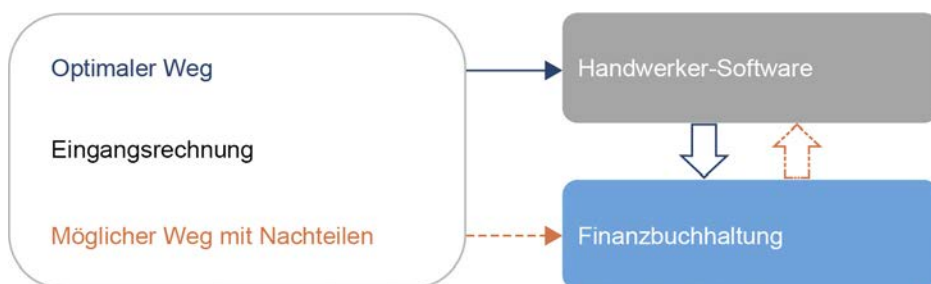 Optimaler Weg
Handwerker-Software
Eingangsrechnung
Möglicher Weg mit Nachteilen
Finanzbuchhaltung